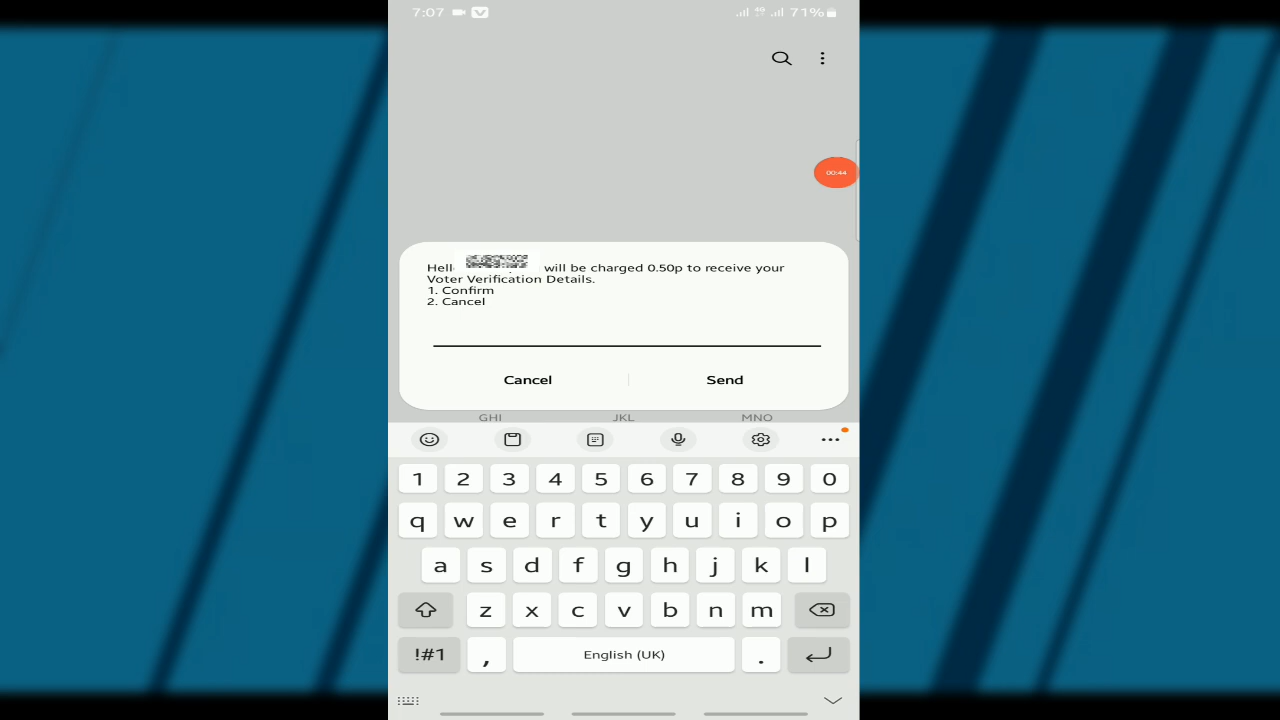 7:07
4G
71%
00:44
Hell will be charged 0.50p to receive your
Voter Verification Details.
1. Confirm
2. Cancel
Cancel Send
GHI JKL MNO
1 2 3 4 5 6 7 8 9 0
q w e r t y u i o p
a s d f g h j k l
z x c v b n m
!#1 , English (UK) .